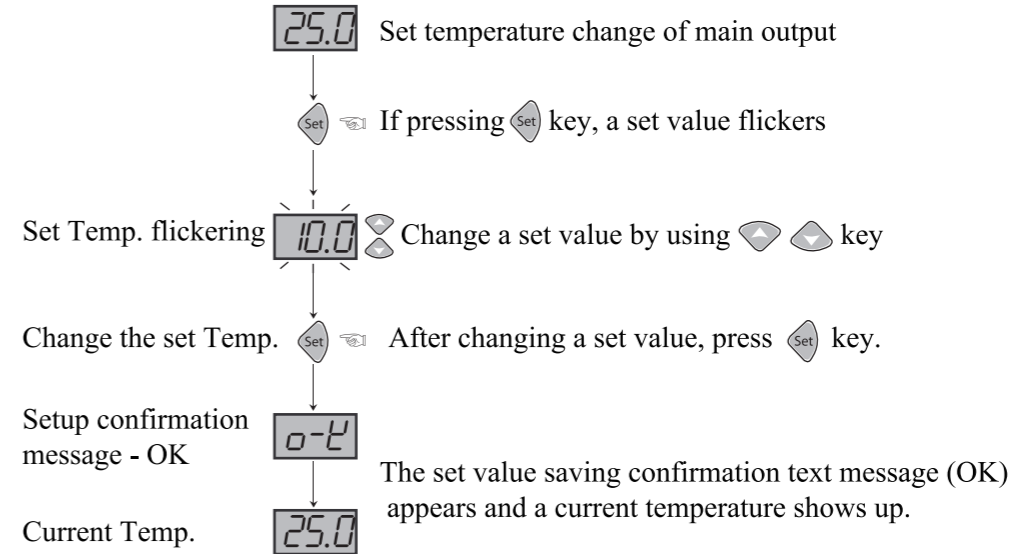 25.0 Set temperature change of main output
Set If pressing Set key, a set value flickers
Set Temp. flickering 10.0 Change a set value by using key
Change the set Temp. Set After changing a set value, press Set key.
Setup confirmation
message - OK
o-k
The set value saving confirmation text message (OK)
appears and a current temperature shows up.
Current Temp. 25.0